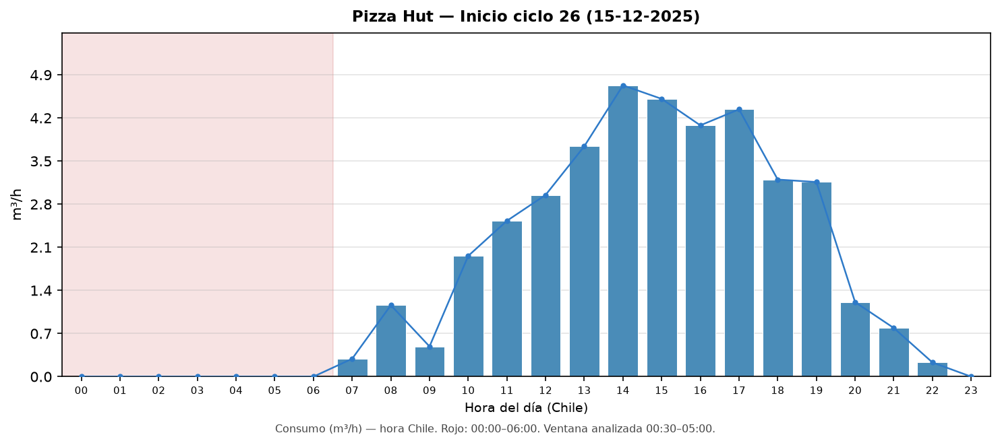 Pizza Hut — Inicio ciclo 26 (15-12-2025)
m³/h
4.9
4.2
3.5
2.8
2.1
1.4
0.7
0.0
00 01 02 03 04 05 06 07 08 09 10 11 12 13 14 15 16 17 18 19 20 21 22 23
Hora del día (Chile)
Consumo (m³/h) — hora Chile. Rojo: 00:00–06:00. Ventana analizada 00:30–05:00.